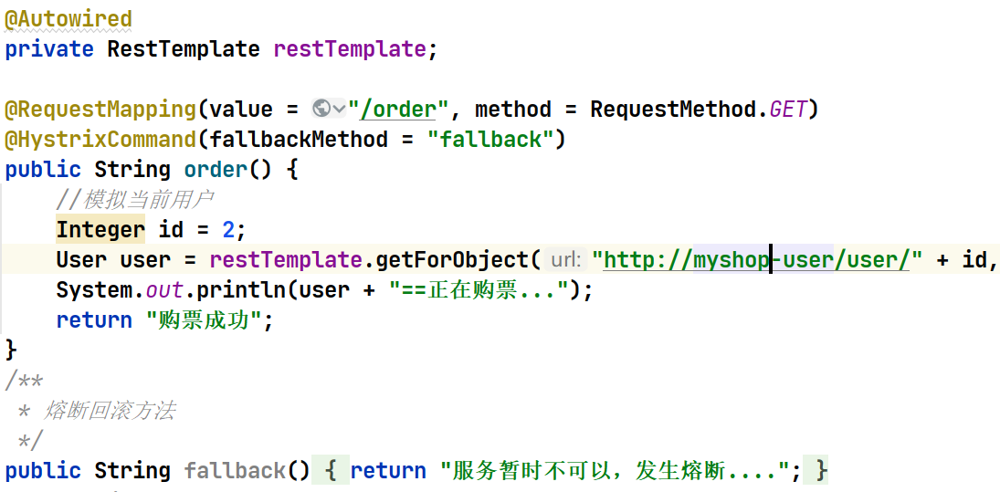 @Autowired
private RestTemplate restTemplate;
@RequestMapping(value = "/order", method = RequestMethod.GET)
@HystrixCommand(fallbackMethod = "fallback")
public String order() {
//模拟当前用户
Integer id = 2;
User user = restTemplate.getForObject( url: "http://myshop-user/user/" + id,
System.out.println(user + "==正在购票...");
return "购票成功";
}
/**
* 熔断回滚方法
*/
public String fallback() { return "服务暂时不可以，发生熔断...."; }